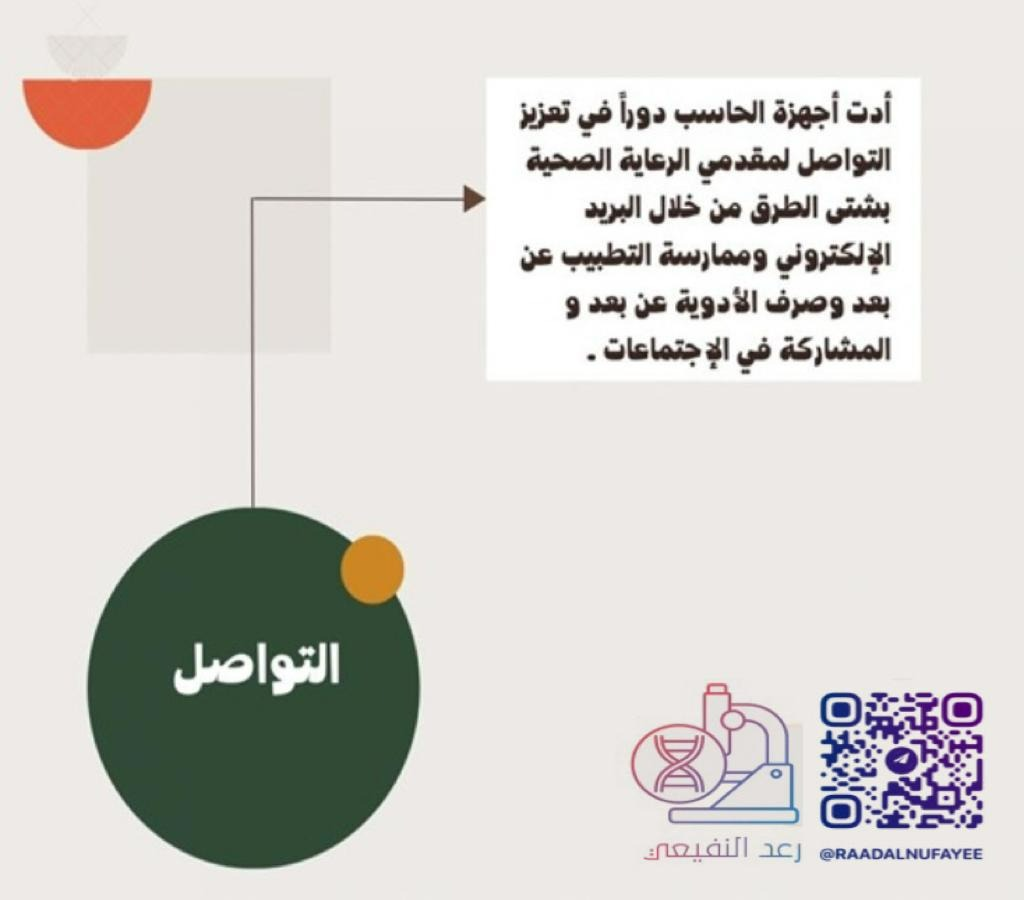 أدت أجهزة الحاسب دوراً في تعزيز
التواصل لمقدمي الرعاية الصحية
بشتى الطرق من خلال البريد
الإلكتروني وممارسة التطبيب عن
بعد وصرف الأدوية عن بعد و
المشاركة في الإجتماعات .
التواصل
رعد النفيعي
@RAADALNUFAYEE